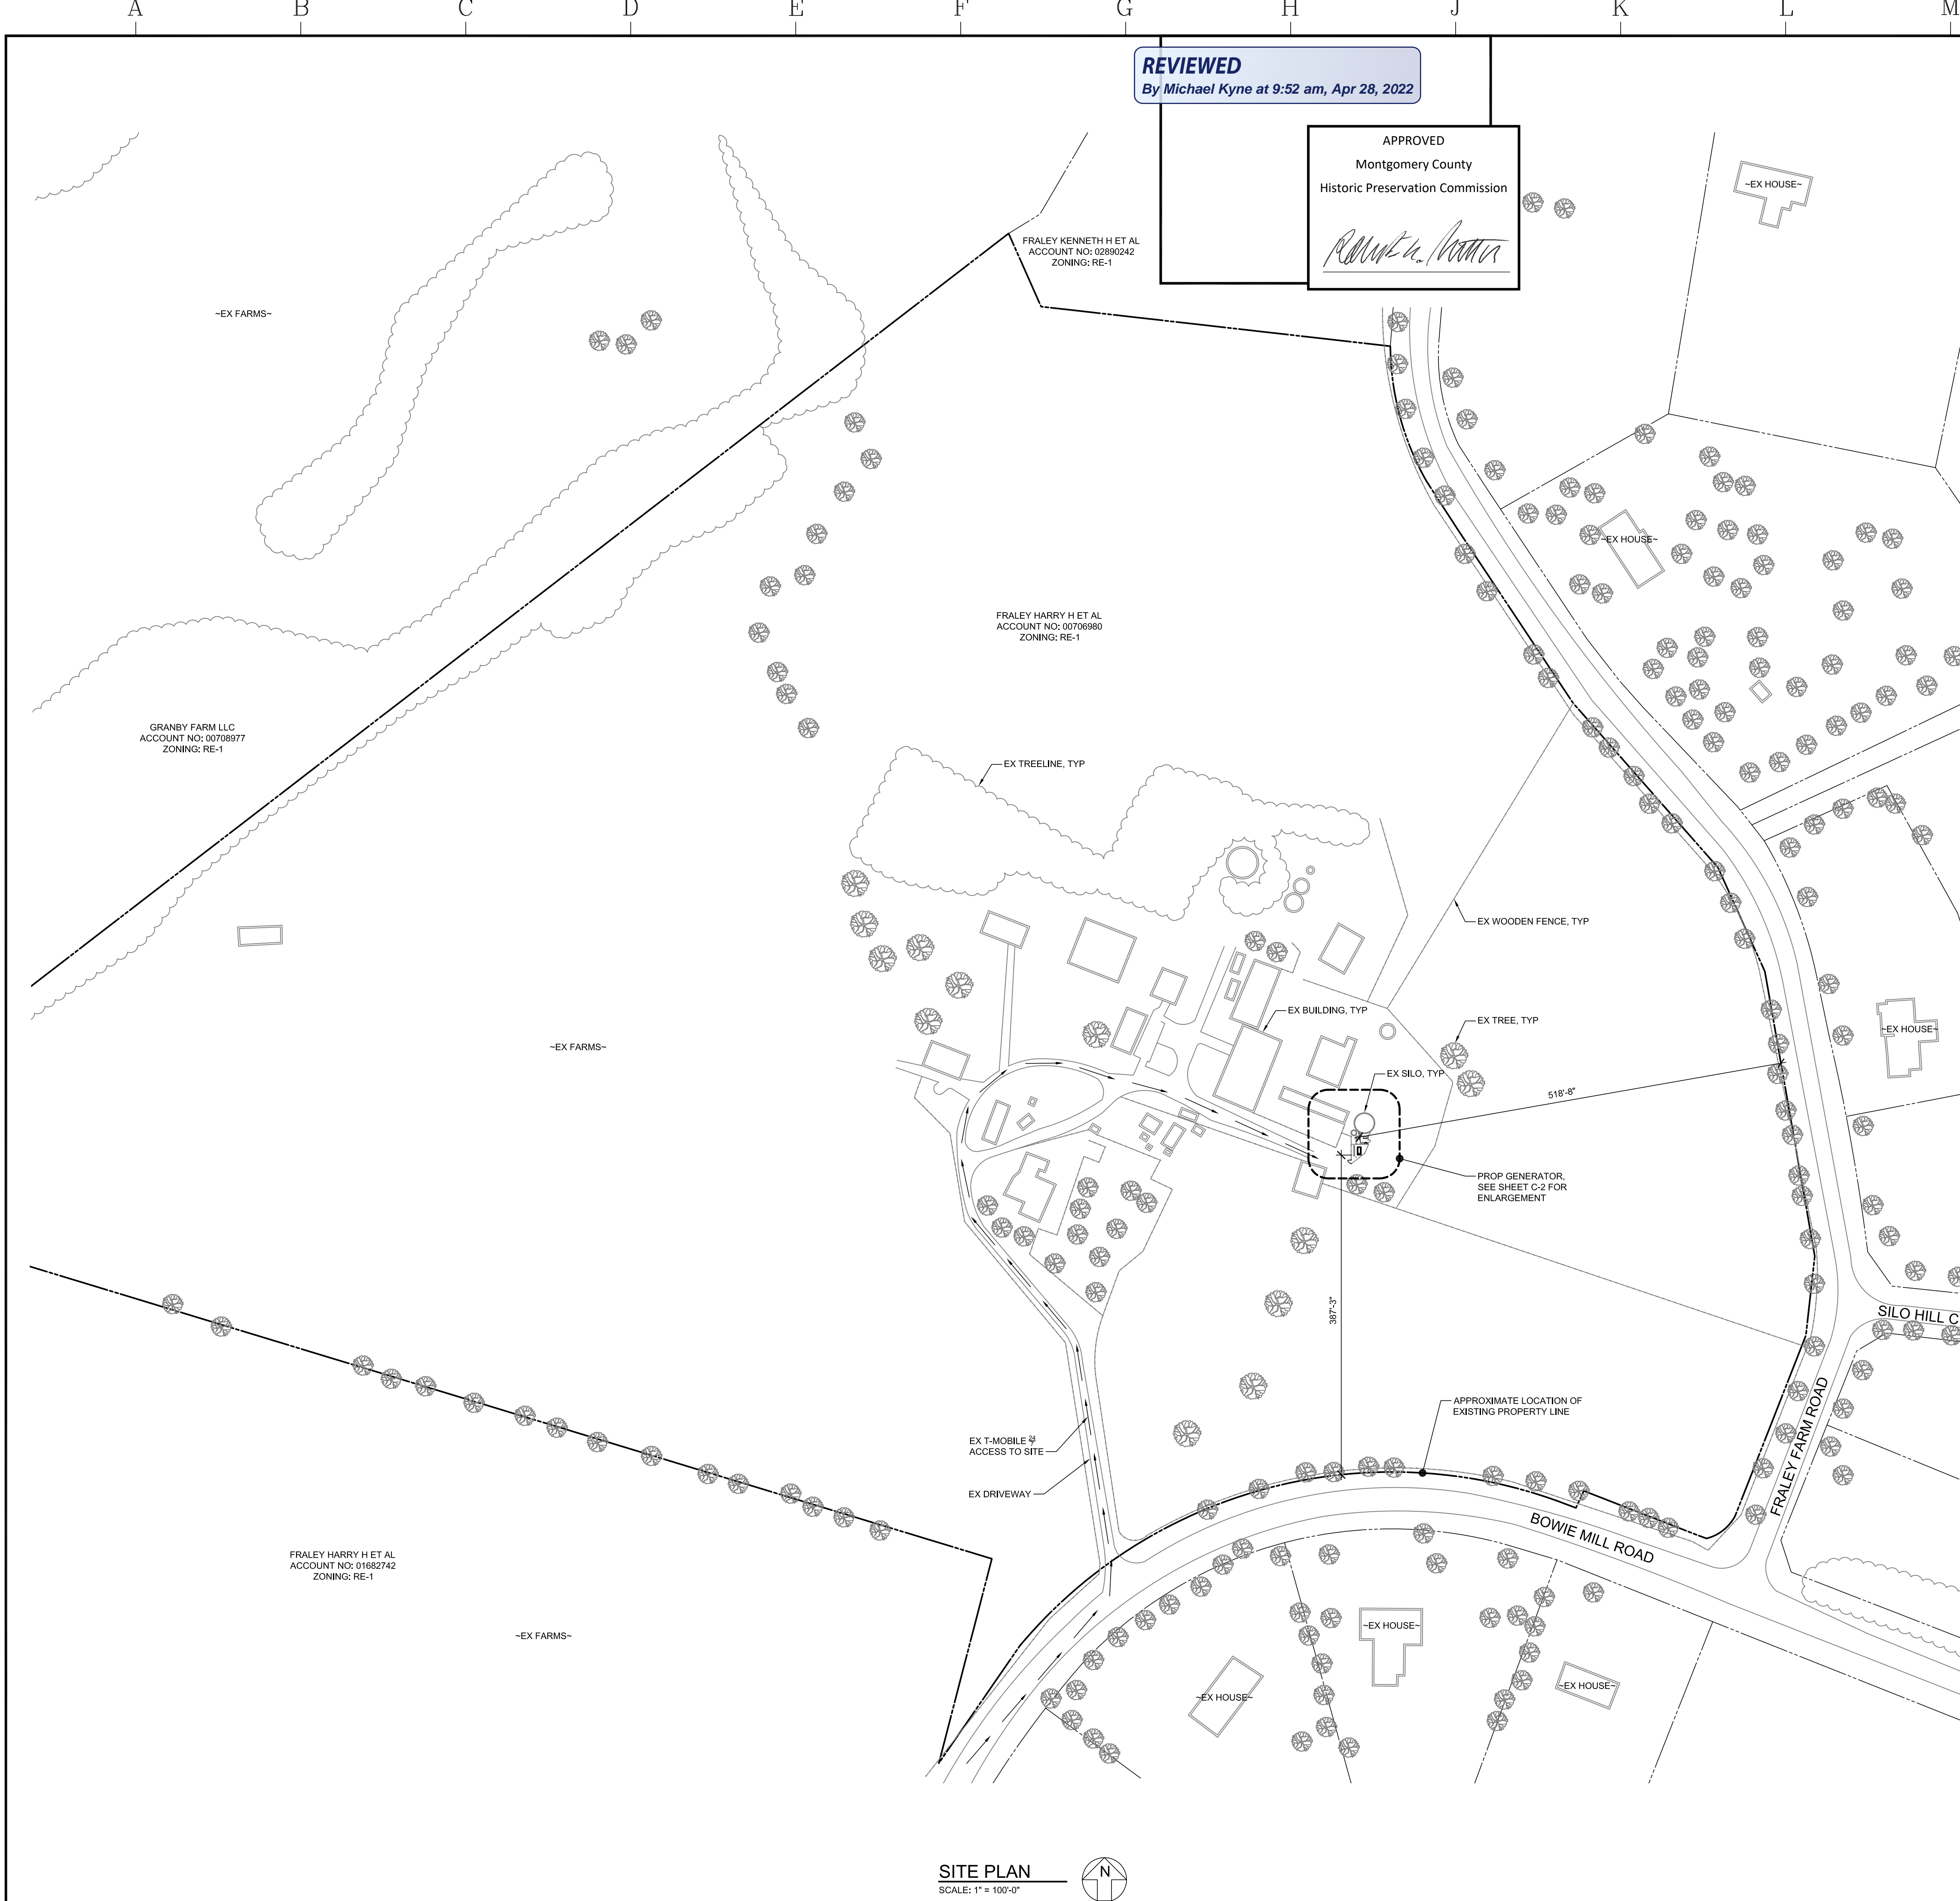 A B C D E F G H J K L M
REVIEWED
By Michael Kyne at 9:52 am, Apr 28, 2022
APPROVED
Montgomery County
Historic Preservation Commission
~EX HOUSE~
FRALEY KENNETH H ET AL
ACCOUNT NO: 02890242
ZONING: RE-1
~EX FARMS~
~EX HOUSE~
FRALEY HARRY H ET AL
ACCOUNT NO: 00706980
ZONING: RE-1
GRANBY FARM LLC
ACCOUNT NO: 00708977
ZONING: RE-1
EX TREELINE, TYP
EX WOODEN FENCE, TYP
EX BUILDING, TYP
EX TREE, TYP
~EX HOUSE~
~EX FARMS~
EX SILO, TYP
518'-8"
PROP GENERATOR,
SEE SHEET C-2 FOR
ENLARGEMENT
387'-3"
SILO HILL C
FRALEY FARM ROAD
APPROXIMATE LOCATION OF
EXISTING PROPERTY LINE
EX T-MOBILE 24/7
ACCESS TO SITE
EX DRIVEWAY
BOWIE MILL ROAD
FRALEY HARRY H ET AL
ACCOUNT NO: 01682742
ZONING: RE-1
~EX FARMS~
~EX HOUSE~
~EX HOUSE~
~EX HOUSE~
SITE PLAN
SCALE: 1" = 100'-0"
N